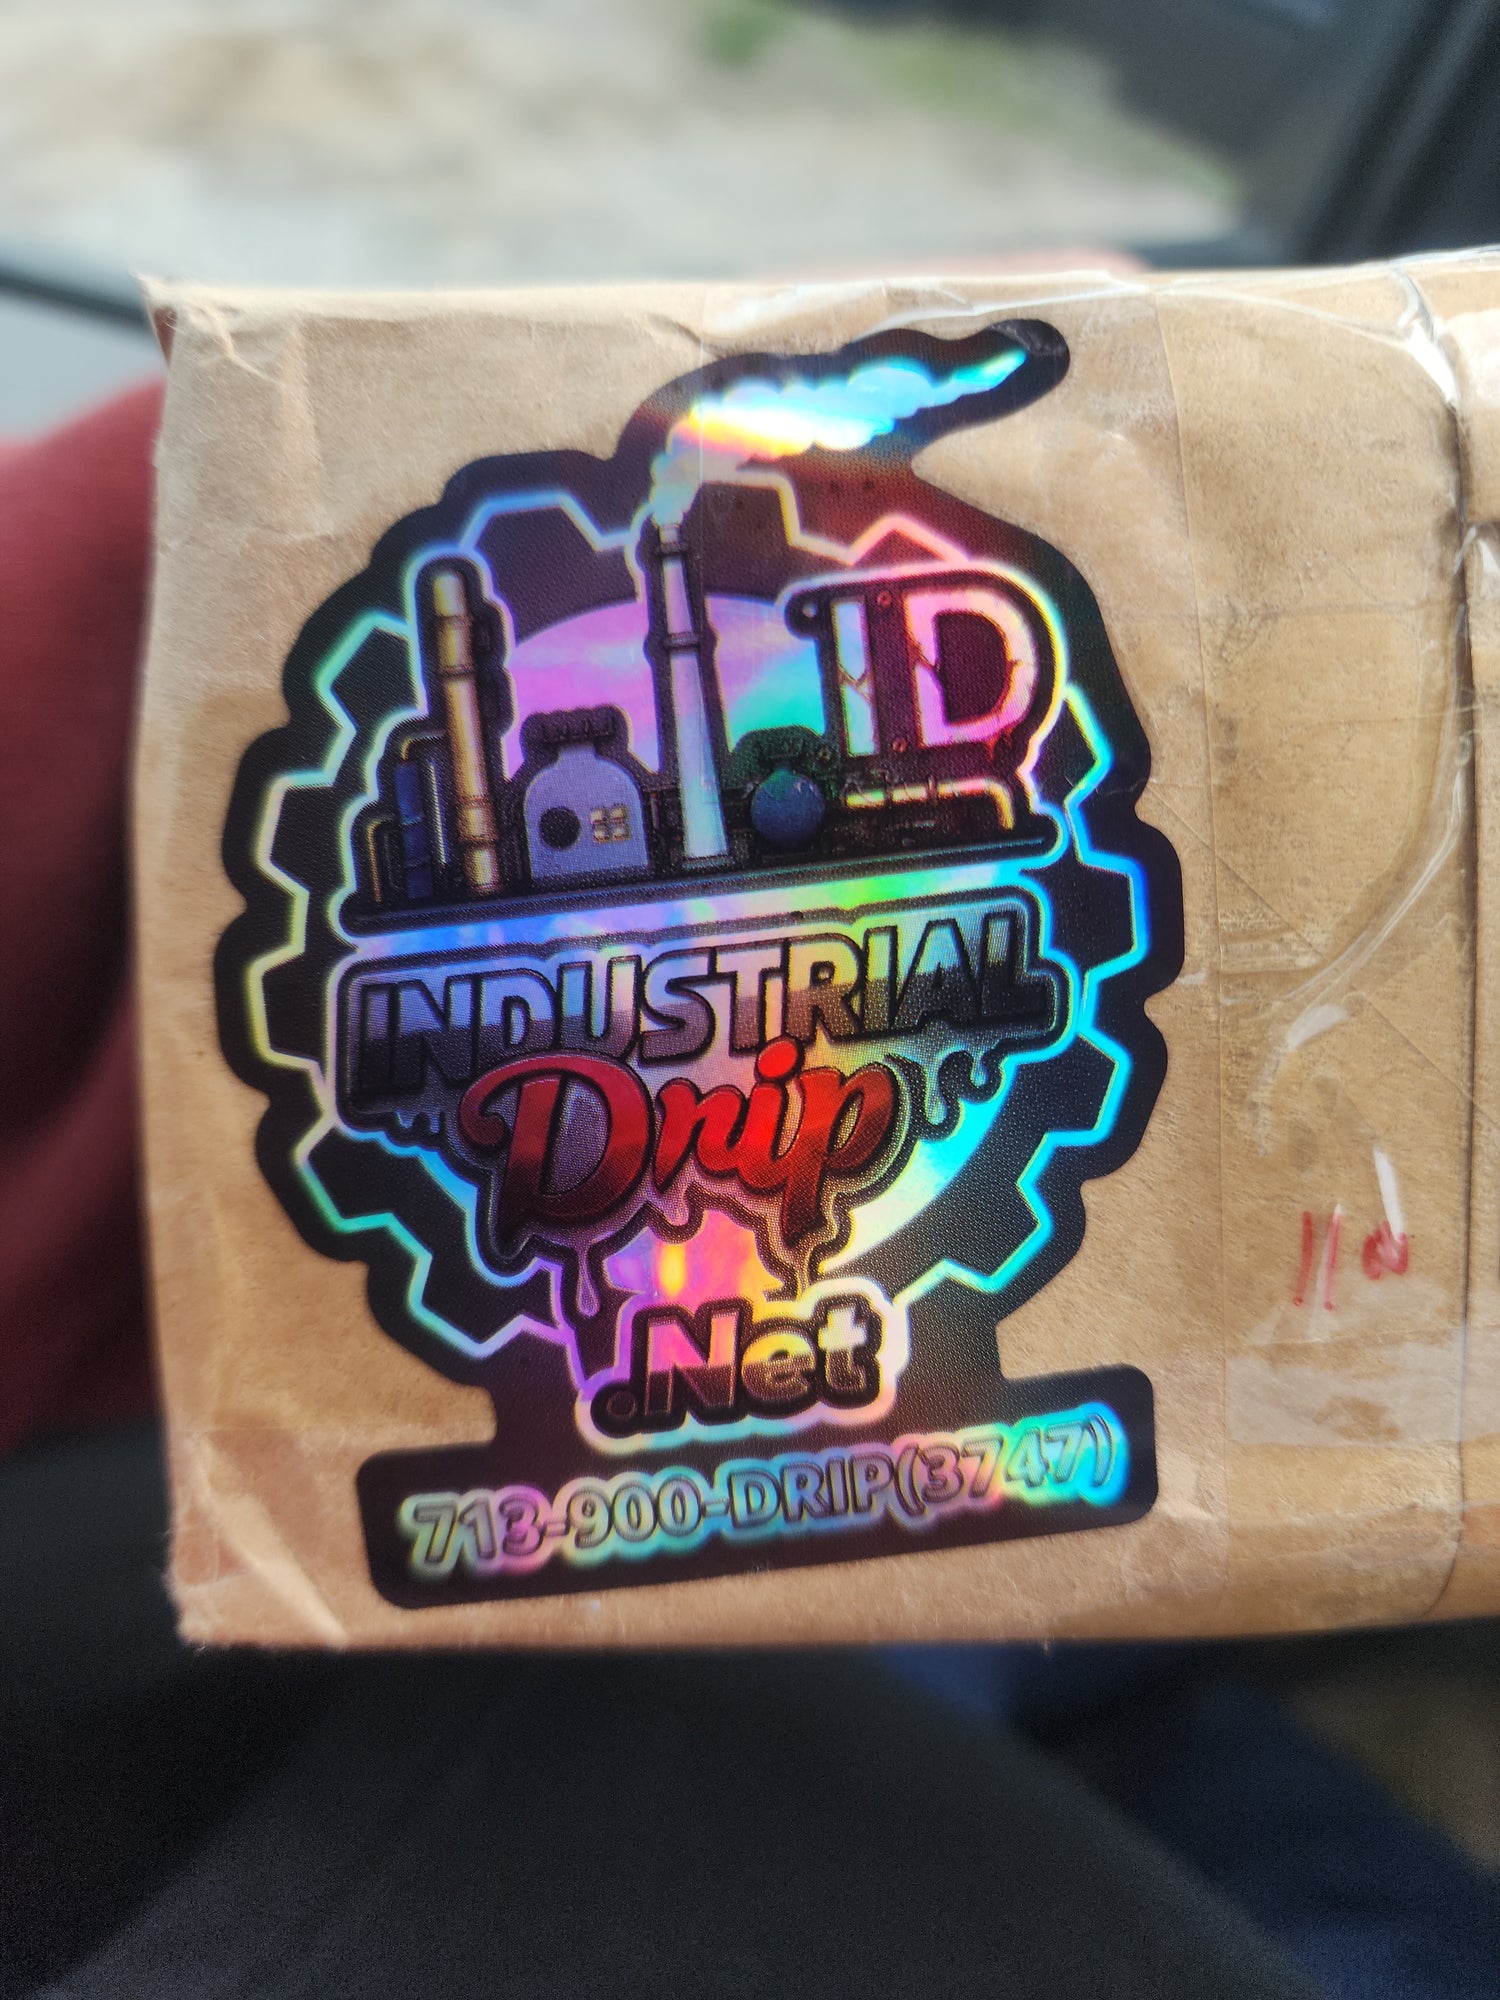 ID
INDUSTRIAL
Drip
.Net
713-900-DRIP(3747)